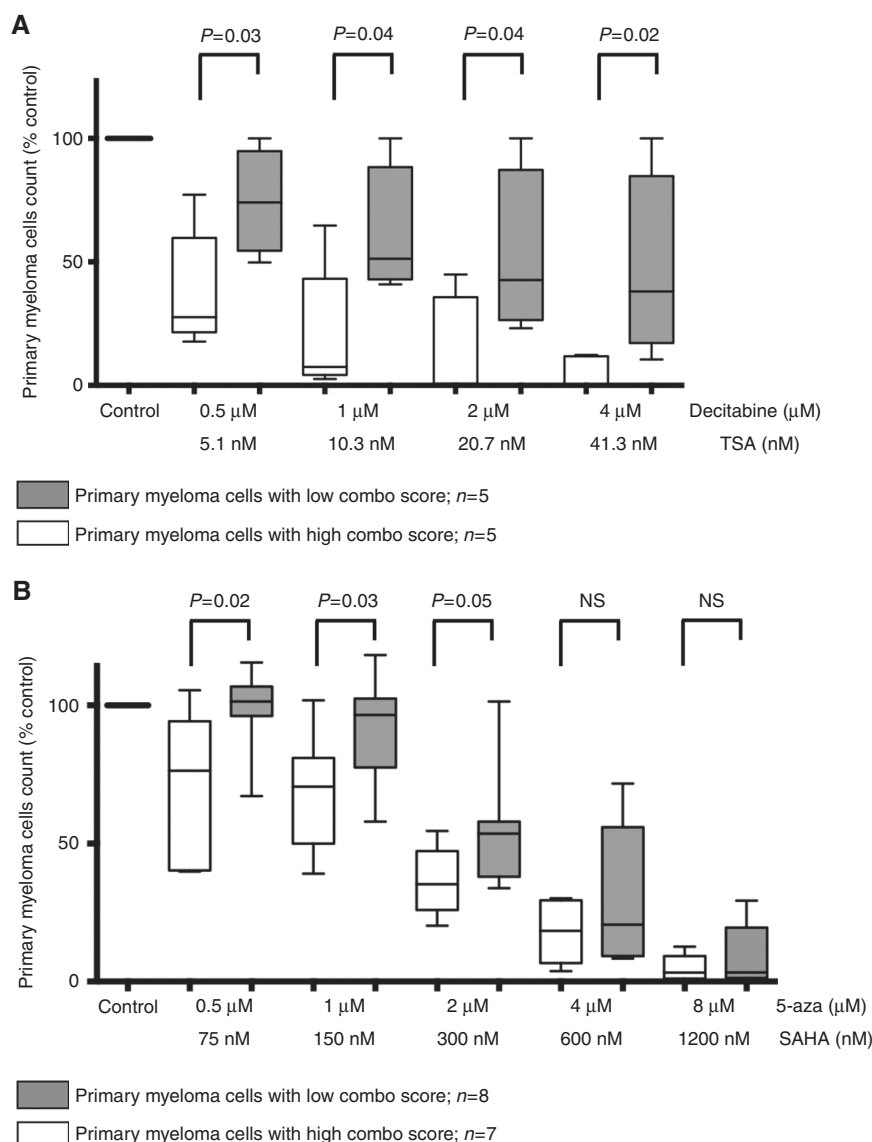 A
P=0.03 P=0.04 P=0.04 P=0.02
Primary myeloma cells count (% control)
100
50
0
Control 0.5 µM 1 µM 2 µM 4 µM Decitabine (µM)
5.1 nM 10.3 nM 20.7 nM 41.3 nM TSA (nM)
Primary myeloma cells with low combo score; n=5
Primary myeloma cells with high combo score; n=5
B
P=0.02 P=0.03 P=0.05 NS NS
Primary myeloma cells count (% control)
100
50
0
Control 0.5 µM 1 µM 2 µM 4 µM 8 µM 5-aza (µM)
75 nM 150 nM 300 nM 600 nM 1200 nM SAHA (nM)
Primary myeloma cells with low combo score; n=8
Primary myeloma cells with high combo score; n=7